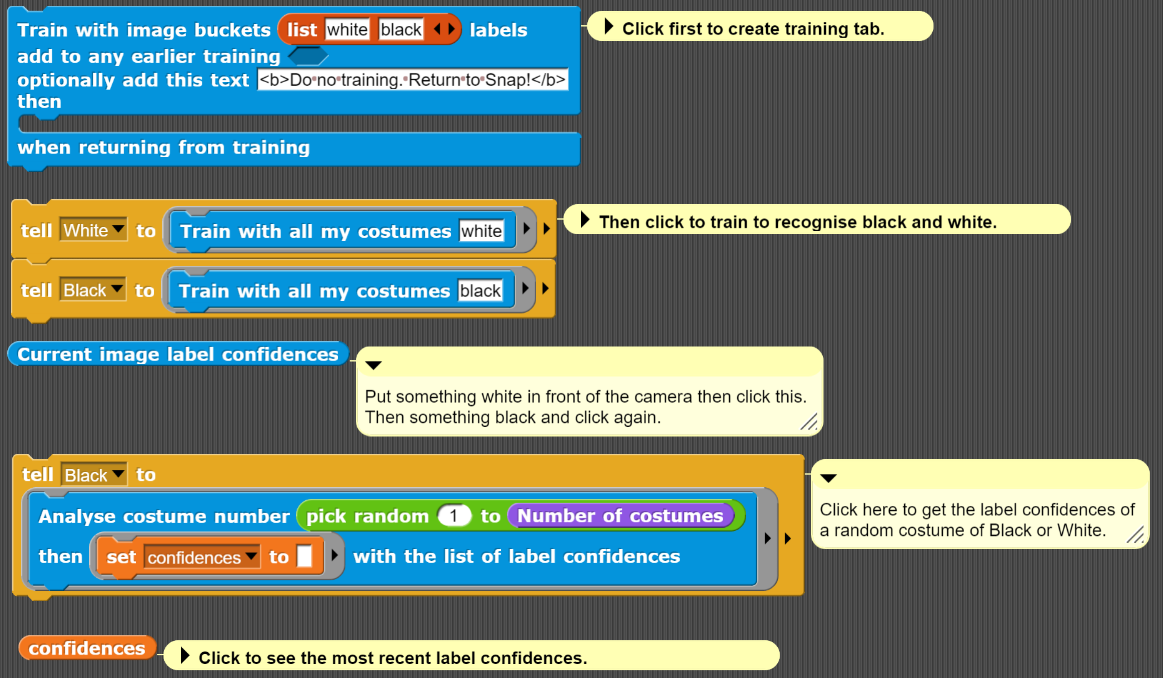 Train with image buckets list white black labels
Click first to create training tab.
add to any earlier training
optionally add this text <b>Do no training. Return to Snap!</b>
then
when returning from training
tell White to Train with all my costumes white
Then click to train to recognise black and white.
tell Black to Train with all my costumes black
Current image label confidences
Put something white in front of the camera then click this.
Then something black and click again.
tell Black to
Analyse costume number pick random 1 to Number of costumes
then set confidences to with the list of label confidences
Click here to get the label confidences of
a random costume of Black or White.
confidences
Click to see the most recent label confidences.